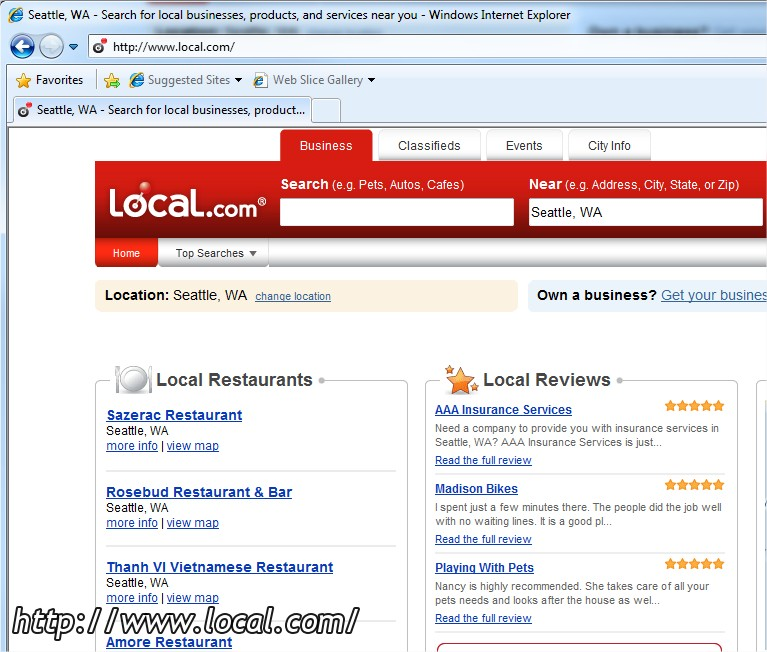 Seattle, WA - Search for local businesses, products, and services near you - Windows Internet Explorer
http://www.local.com/
Favorites
Suggested Sites
Web Slice Gallery
Seattle, WA - Search for local businesses, product...
Business
Classifieds
Events
City Info
Search (e.g. Pets, Autos, Cafes)
Near (e.g. Address, City, State, or Zip)
Local.com®
Seattle, WA
Home
Top Searches
Location: Seattle, WA change location
Own a business? Get your busines
Local Restaurants
Sazerac Restaurant
Seattle, WA
more info | view map
Rosebud Restaurant & Bar
Seattle, WA
more info | view map
Thanh VI Vietnamese Restaurant
Seattle, WA
more info | view map
Amore Restaurant
Local Reviews
AAA Insurance Services
Need a company to provide you with insurance services in
Seattle, WA? AAA Insurance Services is just...
Read the full review
Madison Bikes
I spent just a few minutes there. The people did the job well
with no waiting lines. It is a good pl...
Read the full review
Playing With Pets
Nancy is highly recommended. She takes care of all your
pets needs and looks after the house as wel...
Read the full review
http://www.local.com/